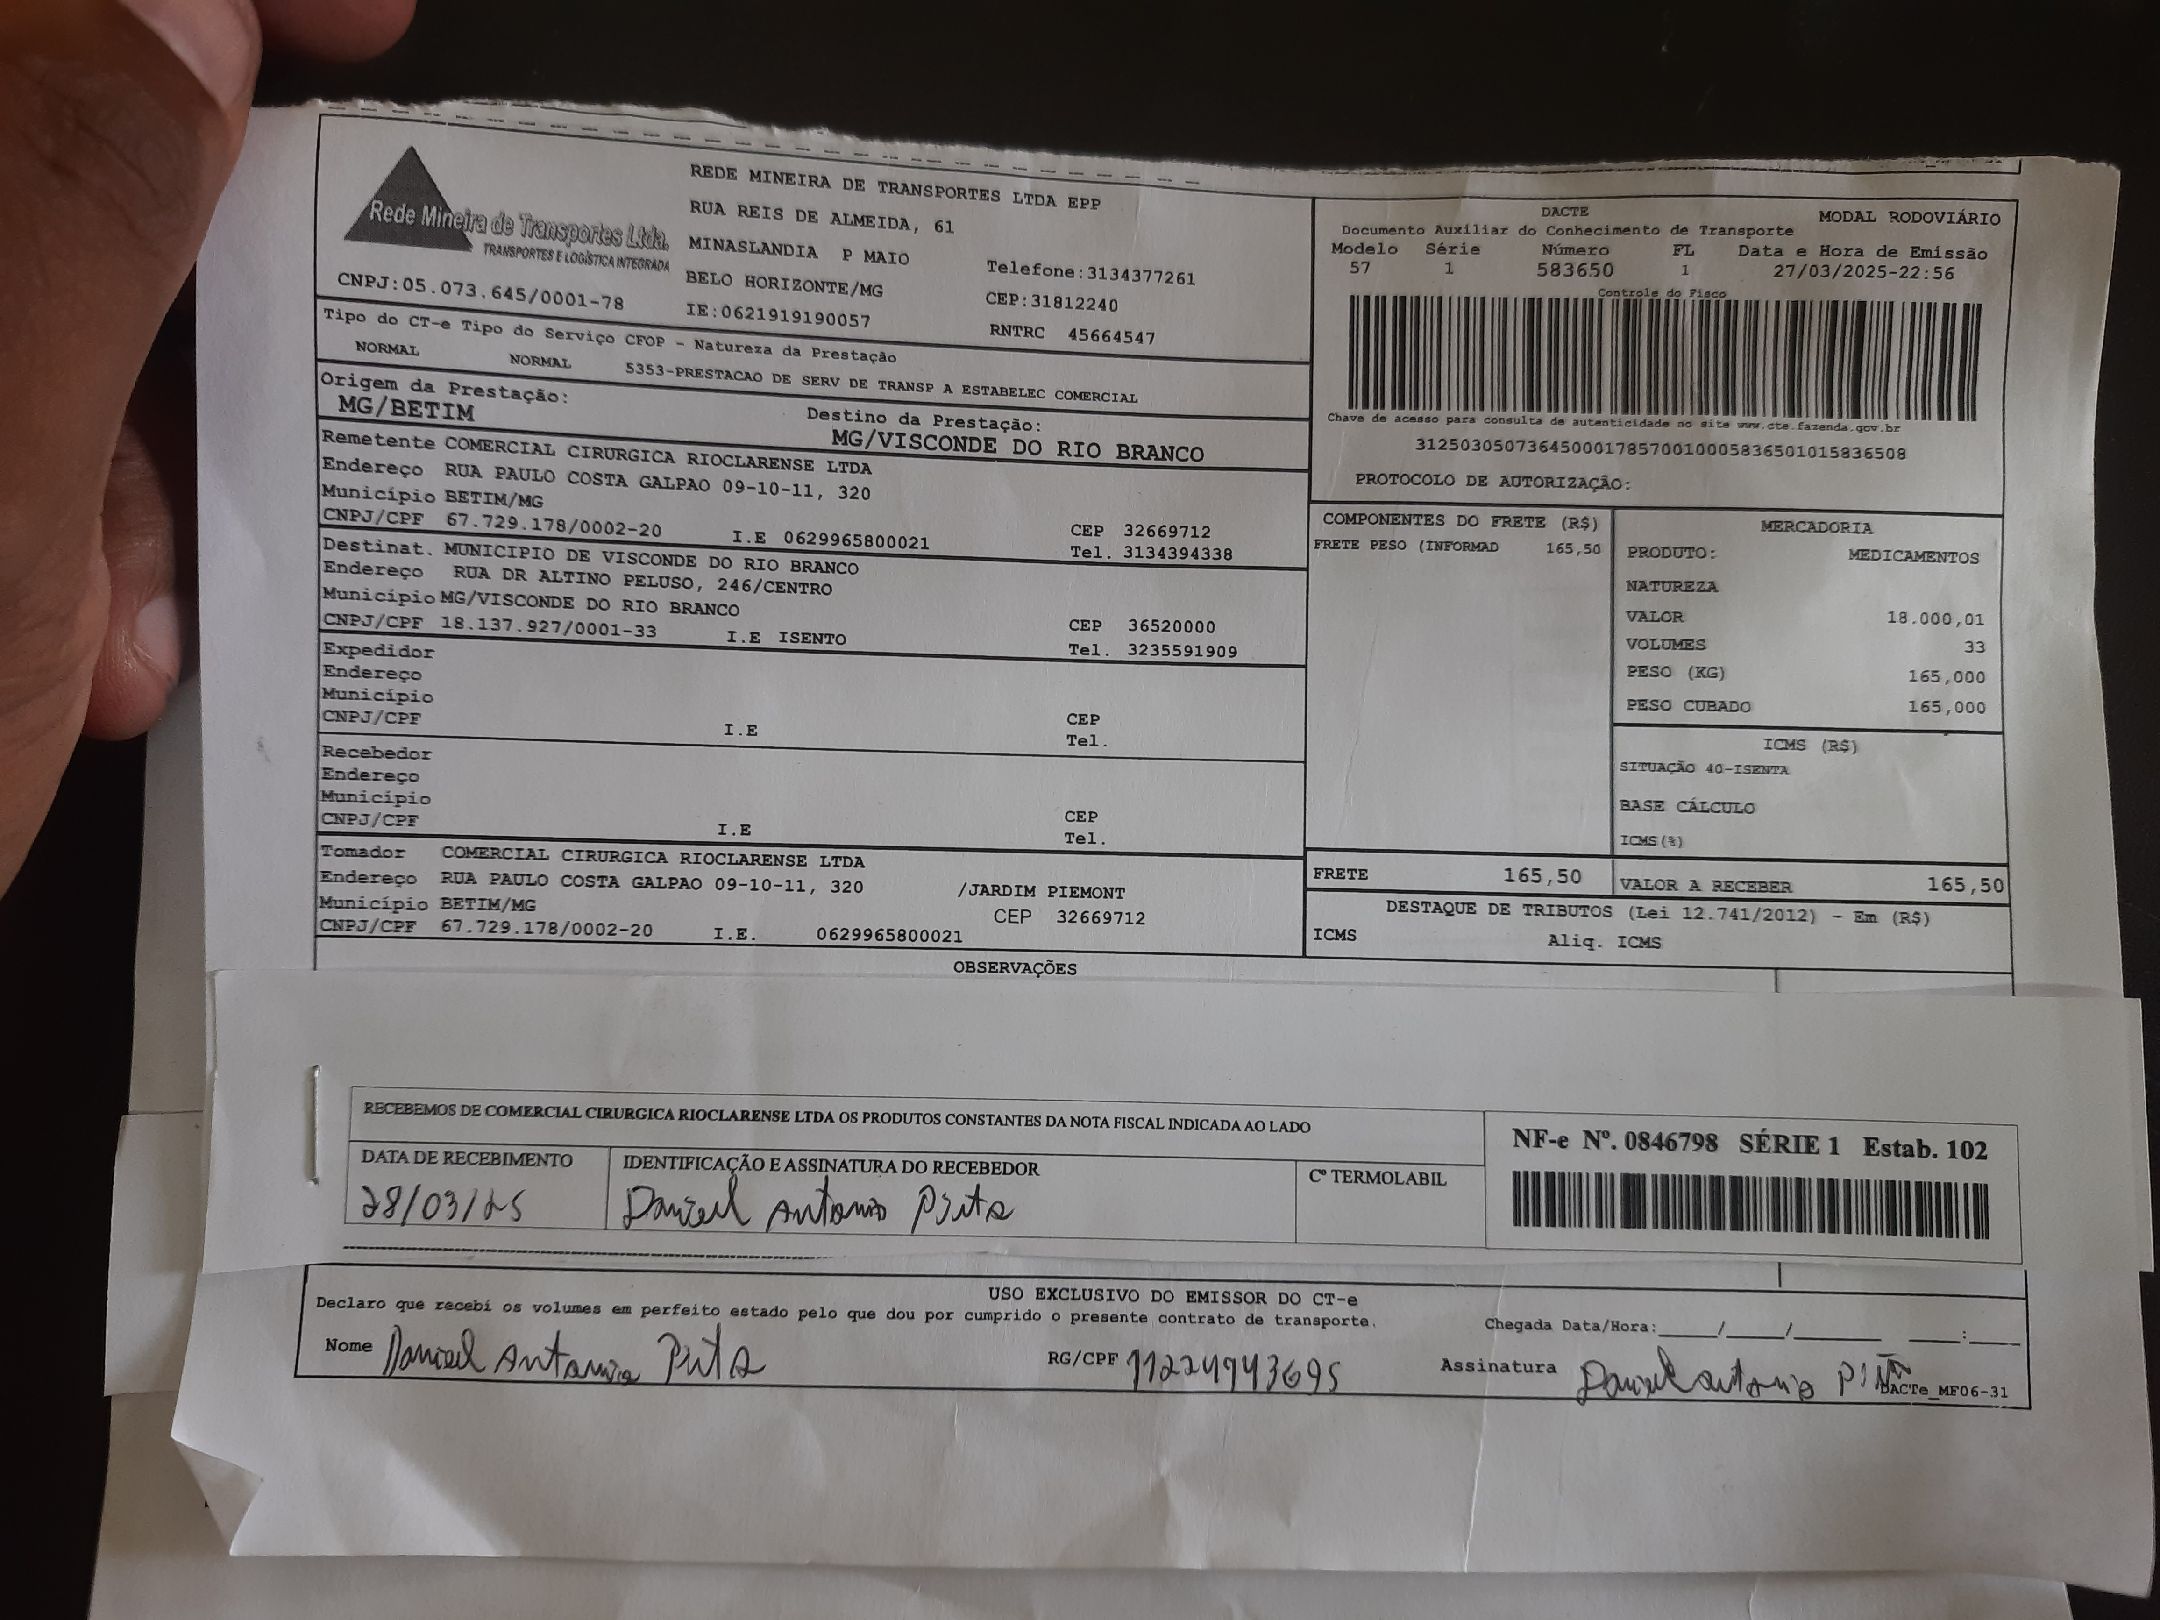 Rede Mineira de Transportes Ltda.
TRANSPORTES E LOGÍSTICA INTEGRADA
CNPJ:05.073.645/0001-78
REDE MINEIRA DE TRANSPORTES LTDA EPP
RUA REIS DE ALMEIDA, 61
MINASLANDIA P MAIO
BELO HORIZONTE/MG
IE:0621919190057
Telefone:3134377261
CEP:31812240
RNTRC 45664547
DACTE
MODAL RODOVIÁRIO
Documento Auxiliar do Conhecimento de Transporte
Modelo Série Número FL Data e Hora de Emissão
57 1 583650 1 27/03/2025-22:56
Controle do Fisco
Chave de acesso para consulta de autenticidade no site www.cte.fazenda.gov.br
31250305073645000178570010005836501015836508
PROTOCOLO DE AUTORIZAÇÃO:
Tipo do CT-e Tipo do Serviço CFOP - Natureza da Prestação
NORMAL NORMAL 5353-PRESTACAO DE SERV DE TRANSP A ESTABELEC COMERCIAL
Origem da Prestação: Destino da Prestação:
MG/BETIM MG/VISCONDE DO RIO BRANCO
Remetente COMERCIAL CIRURGICA RIOCLARENSE LTDA
Endereço RUA PAULO COSTA GALPAO 09-10-11, 320
Município BETIM/MG CEP 32669712
CNPJ/CPF 67.729.178/0002-20 I.E 0629965800021 Tel. 3134394338
Destinat. MUNICIPIO DE VISCONDE DO RIO BRANCO
Endereço RUA DR ALTINO PELUSO, 246/CENTRO
Município MG/VISCONDE DO RIO BRANCO CEP 36520000
CNPJ/CPF 18.137.927/0001-33 I.E ISENTO Tel. 3235591909
Expedidor
Endereço
Município CEP
CNPJ/CPF I.E Tel.
Recebedor
Endereço
Município CEP
CNPJ/CPF I.E Tel.
Tomador COMERCIAL CIRURGICA RIOCLARENSE LTDA
Endereço RUA PAULO COSTA GALPAO 09-10-11, 320 /JARDIM PIEMONT
Município BETIM/MG CEP 32669712
CNPJ/CPF 67.729.178/0002-20 I.E. 0629965800021
COMPONENTES DO FRETE (R$)
FRETE PESO (INFORMAD 165,50
MERCADORIA
PRODUTO: MEDICAMENTOS
NATUREZA
VALOR 18.000,01
VOLUMES 33
PESO (KG) 165,000
PESO CUBADO 165,000
ICMS (R$)
SITUAÇÃO 40-ISENTA
BASE CÁLCULO
ICMS(%)
FRETE 165,50 VALOR A RECEBER 165,50
DESTAQUE DE TRIBUTOS (Lei 12.741/2012) - Em (R$)
ICMS Aliq. ICMS
OBSERVAÇÕES
RECEBEMOS DE COMERCIAL CIRURGICA RIOCLARENSE LTDA OS PRODUTOS CONSTANTES DA NOTA FISCAL INDICADA AO LADO
NF-e Nº. 0846798 SÉRIE 1 Estab. 102
DATA DE RECEBIMENTO IDENTIFICAÇÃO E ASSINATURA DO RECEBEDOR Cº TERMOLABIL
28/03/25 Daniel Antonio Pinta
USO EXCLUSIVO DO EMISSOR DO CT-e
Declaro que recebi os volumes em perfeito estado pelo que dou por cumprido o presente contrato de transporte. Chegada Data/Hora:____/____/______ ___:____
Nome Daniel Antonio RG/CPF 11224943695 Assinatura Daniel Antonio
DACTe_MF06-31